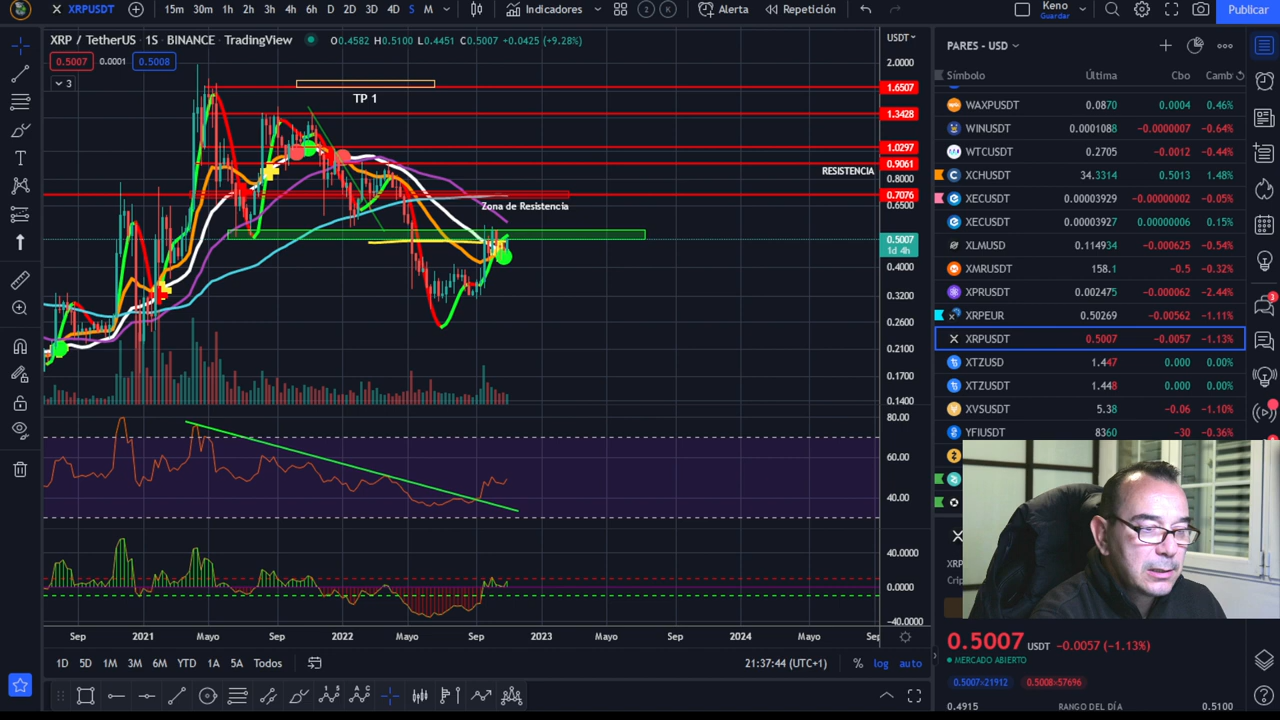 XRPUSDT 15m 30m 1h 2h 3h 4h 6h D 2D 3D 4D S M Indicadores Alerta Repetición Keno Guardar Publicar
XRP / TetherUS · 1S · BINANCE · TradingView O0.4582 H0.5100 L0.4451 C0.5007 +0.0425 (+9.28%)
0.5007 0.0001 0.5008
3
USDT
2.0000
1.6507
1.3428
1.0297
0.9061
0.8000
0.7076
0.6500
0.5007
1d 4h
0.4000
0.3200
0.2600
0.2100
0.1700
0.1400
80.00
60.00
40.00
40.0000
0.0000
−40.0000
TP 1
RESISTENCIA
Zona de Resistencia
Sep 2021 Mayo Sep 2022 Mayo Sep 2023 Mayo Sep 2024 Mayo
1D 5D 1M 3M 6M YTD 1A 5A Todos 21:37:44 (UTC+1) % log auto
PARES - USD
Símbolo Última Cbo Camb
WAXPUSDT 0.0870 0.0004 0.46%
WINUSDT 0.0001088 −0.0000007 −0.64%
WTCUSDT 0.2705 −0.0012 −0.44%
XCHUSDT 34.3314 0.5013 1.48%
XECUSDT 0.00003929 −0.00000002 −0.05%
XECUSDT 0.00003927 0.00000006 0.15%
XLMUSD 0.114934 −0.000625 −0.54%
XMRUSDT 158.1 −0.5 −0.32%
XPRUSDT 0.002475 −0.000062 −2.44%
XRPEUR 0.50269 −0.00562 −1.11%
XRPUSDT 0.5007 −0.0057 −1.13%
XTZUSD 1.447 0.000 0.00%
XTZUSDT 1.448 0.000 0.00%
XVSUSDT 5.38 −0.06 −1.10%
YFIUSDT 8360 −30 −0.36%
0.5007 USDT −0.0057 (−1.13%)
MERCADO ABIERTO
0.5007×21912 0.5008×57696
0.4915 RANGO DEL DÍA 0.5100